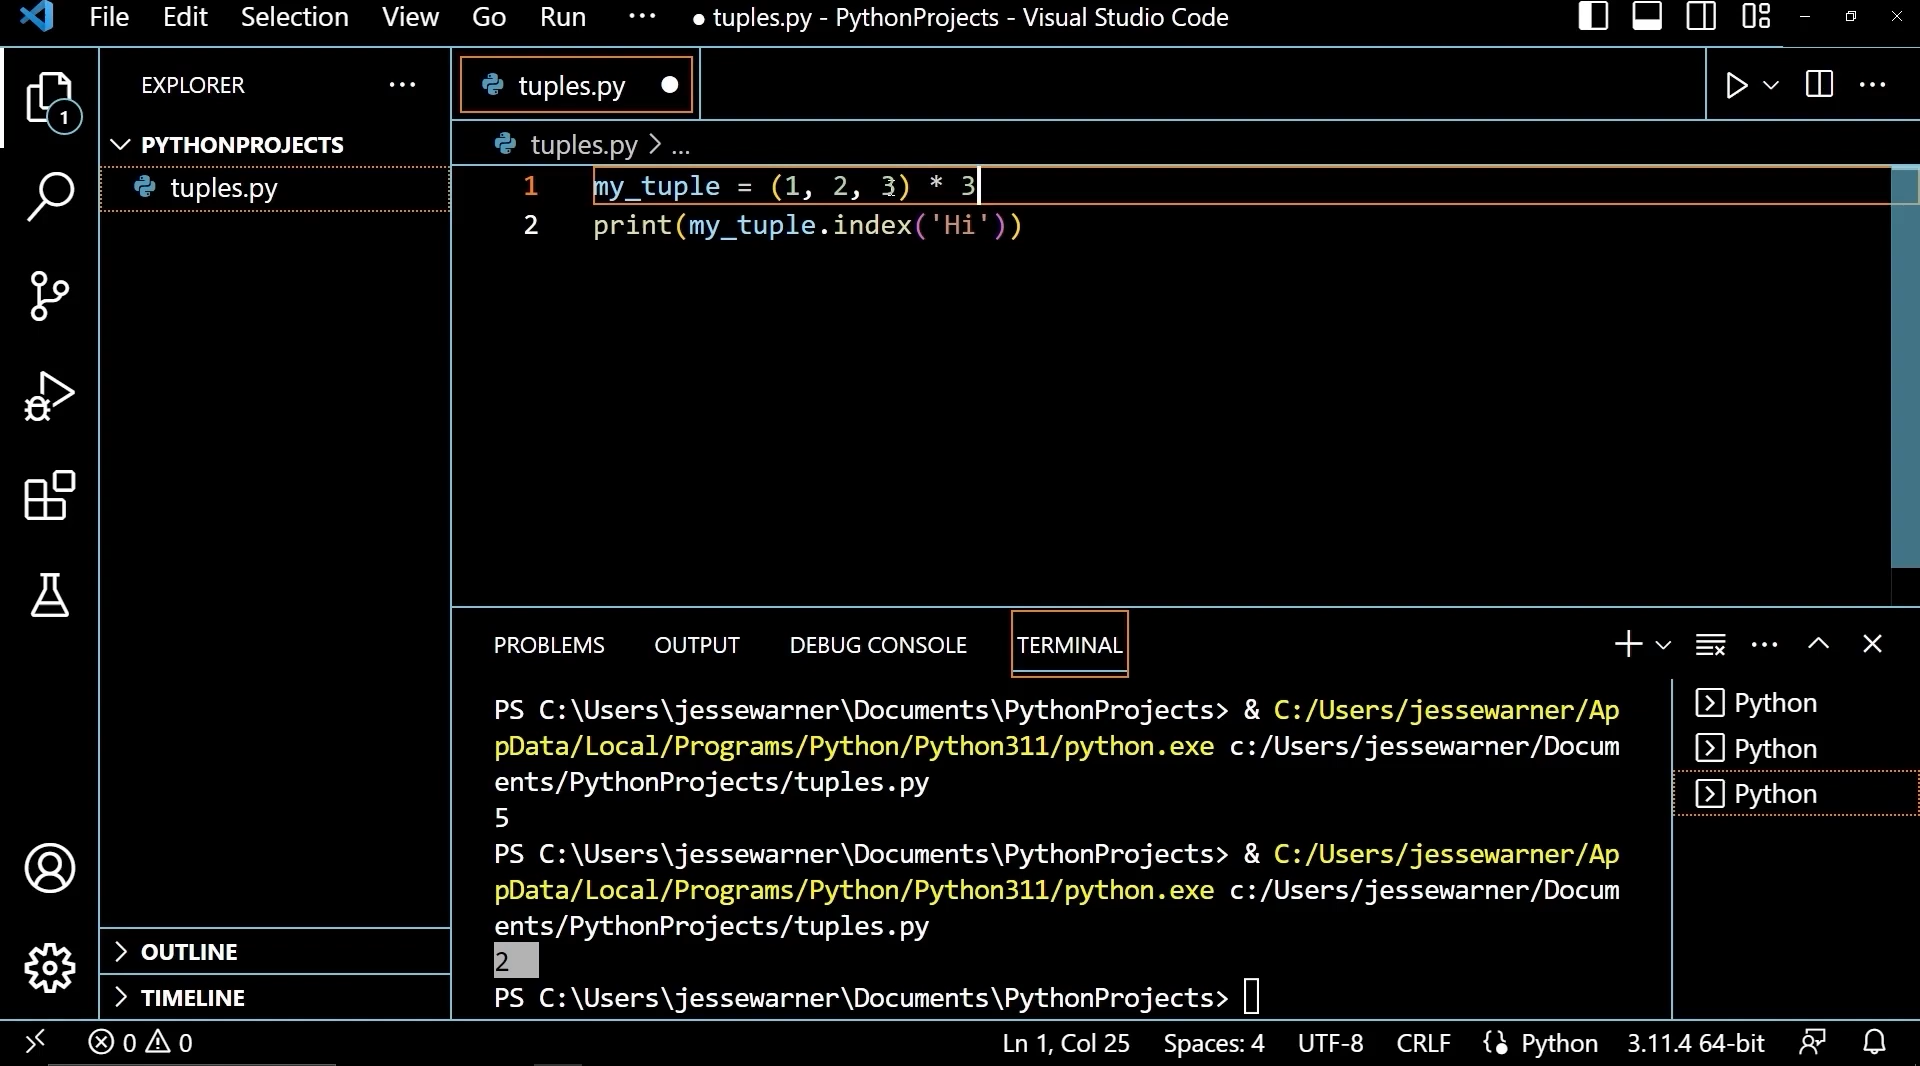 File Edit Selection View Go Run ··· ● tuples.py - PythonProjects - Visual Studio Code
EXPLORER ···
tuples.py ●
1
PYTHONPROJECTS
tuples.py > ...
tuples.py
1 my_tuple = (1, 2, 3) * 3
2 print(my_tuple.index('Hi'))
PROBLEMS OUTPUT DEBUG CONSOLE TERMINAL
PS C:\Users\jessewarner\Documents\PythonProjects> & C:/Users/jessewarner/Ap
pData/Local/Programs/Python/Python311/python.exe c:/Users/jessewarner/Docum
ents/PythonProjects/tuples.py
5
PS C:\Users\jessewarner\Documents\PythonProjects> & C:/Users/jessewarner/Ap
pData/Local/Programs/Python/Python311/python.exe c:/Users/jessewarner/Docum
ents/PythonProjects/tuples.py
2
PS C:\Users\jessewarner\Documents\PythonProjects>
Python
Python
Python
OUTLINE
TIMELINE
0 0 Ln 1, Col 25 Spaces: 4 UTF-8 CRLF Python 3.11.4 64-bit